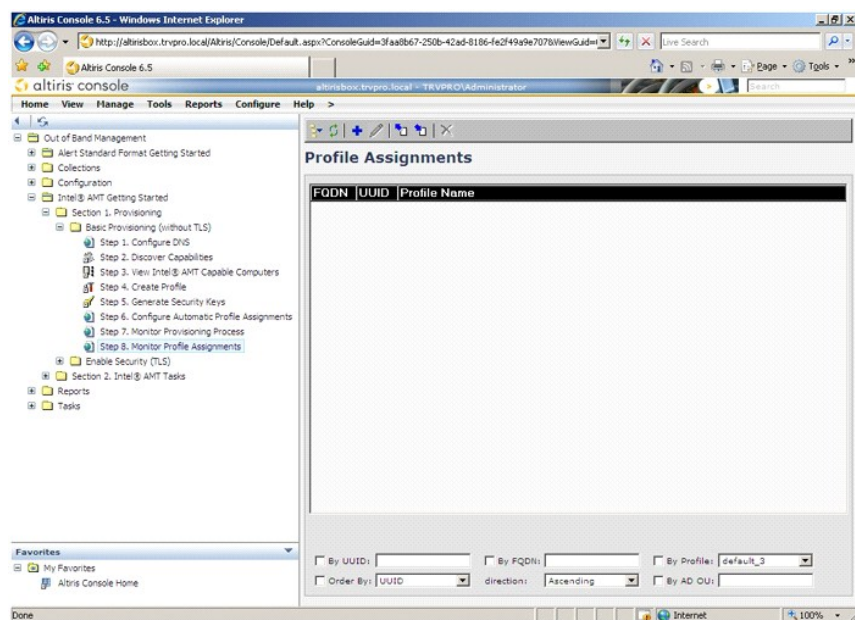 Altiris Console 6.5 - Windows Internet Explorer
http://altirisbox.trvpro.local/Altiris/Console/Default.aspx?ConsoleGuid=3faa8b67-250b-42ad-8186-fe2f49a9e707&ViewGuid=
Live Search
Altiris Console 6.5
Page
Tools
altiris console
altirisbox.trvpro.local - TRVPRO\Administrator
Search
Home View Manage Tools Reports Configure Help >
Out of Band Management
Alert Standard Format Getting Started
Collections
Configuration
Intel® AMT Getting Started
Section 1. Provisioning
Basic Provisioning (without TLS)
Step 1. Configure DNS
Step 2. Discover Capabilities
Step 3. View Intel® AMT Capable Computers
Step 4. Create Profile
Step 5. Generate Security Keys
Step 6. Configure Automatic Profile Assignments
Step 7. Monitor Provisioning Process
Step 8. Monitor Profile Assignments
Enable Security (TLS)
Section 2. Intel® AMT Tasks
Reports
Tasks
Profile Assignments
FQDN UUID Profile Name
By UUID: By FQDN: By Profile: default_3
Order By: UUID direction: Ascending By AD OU:
Favorites
My Favorites
Altiris Console Home
Done
Internet
100%